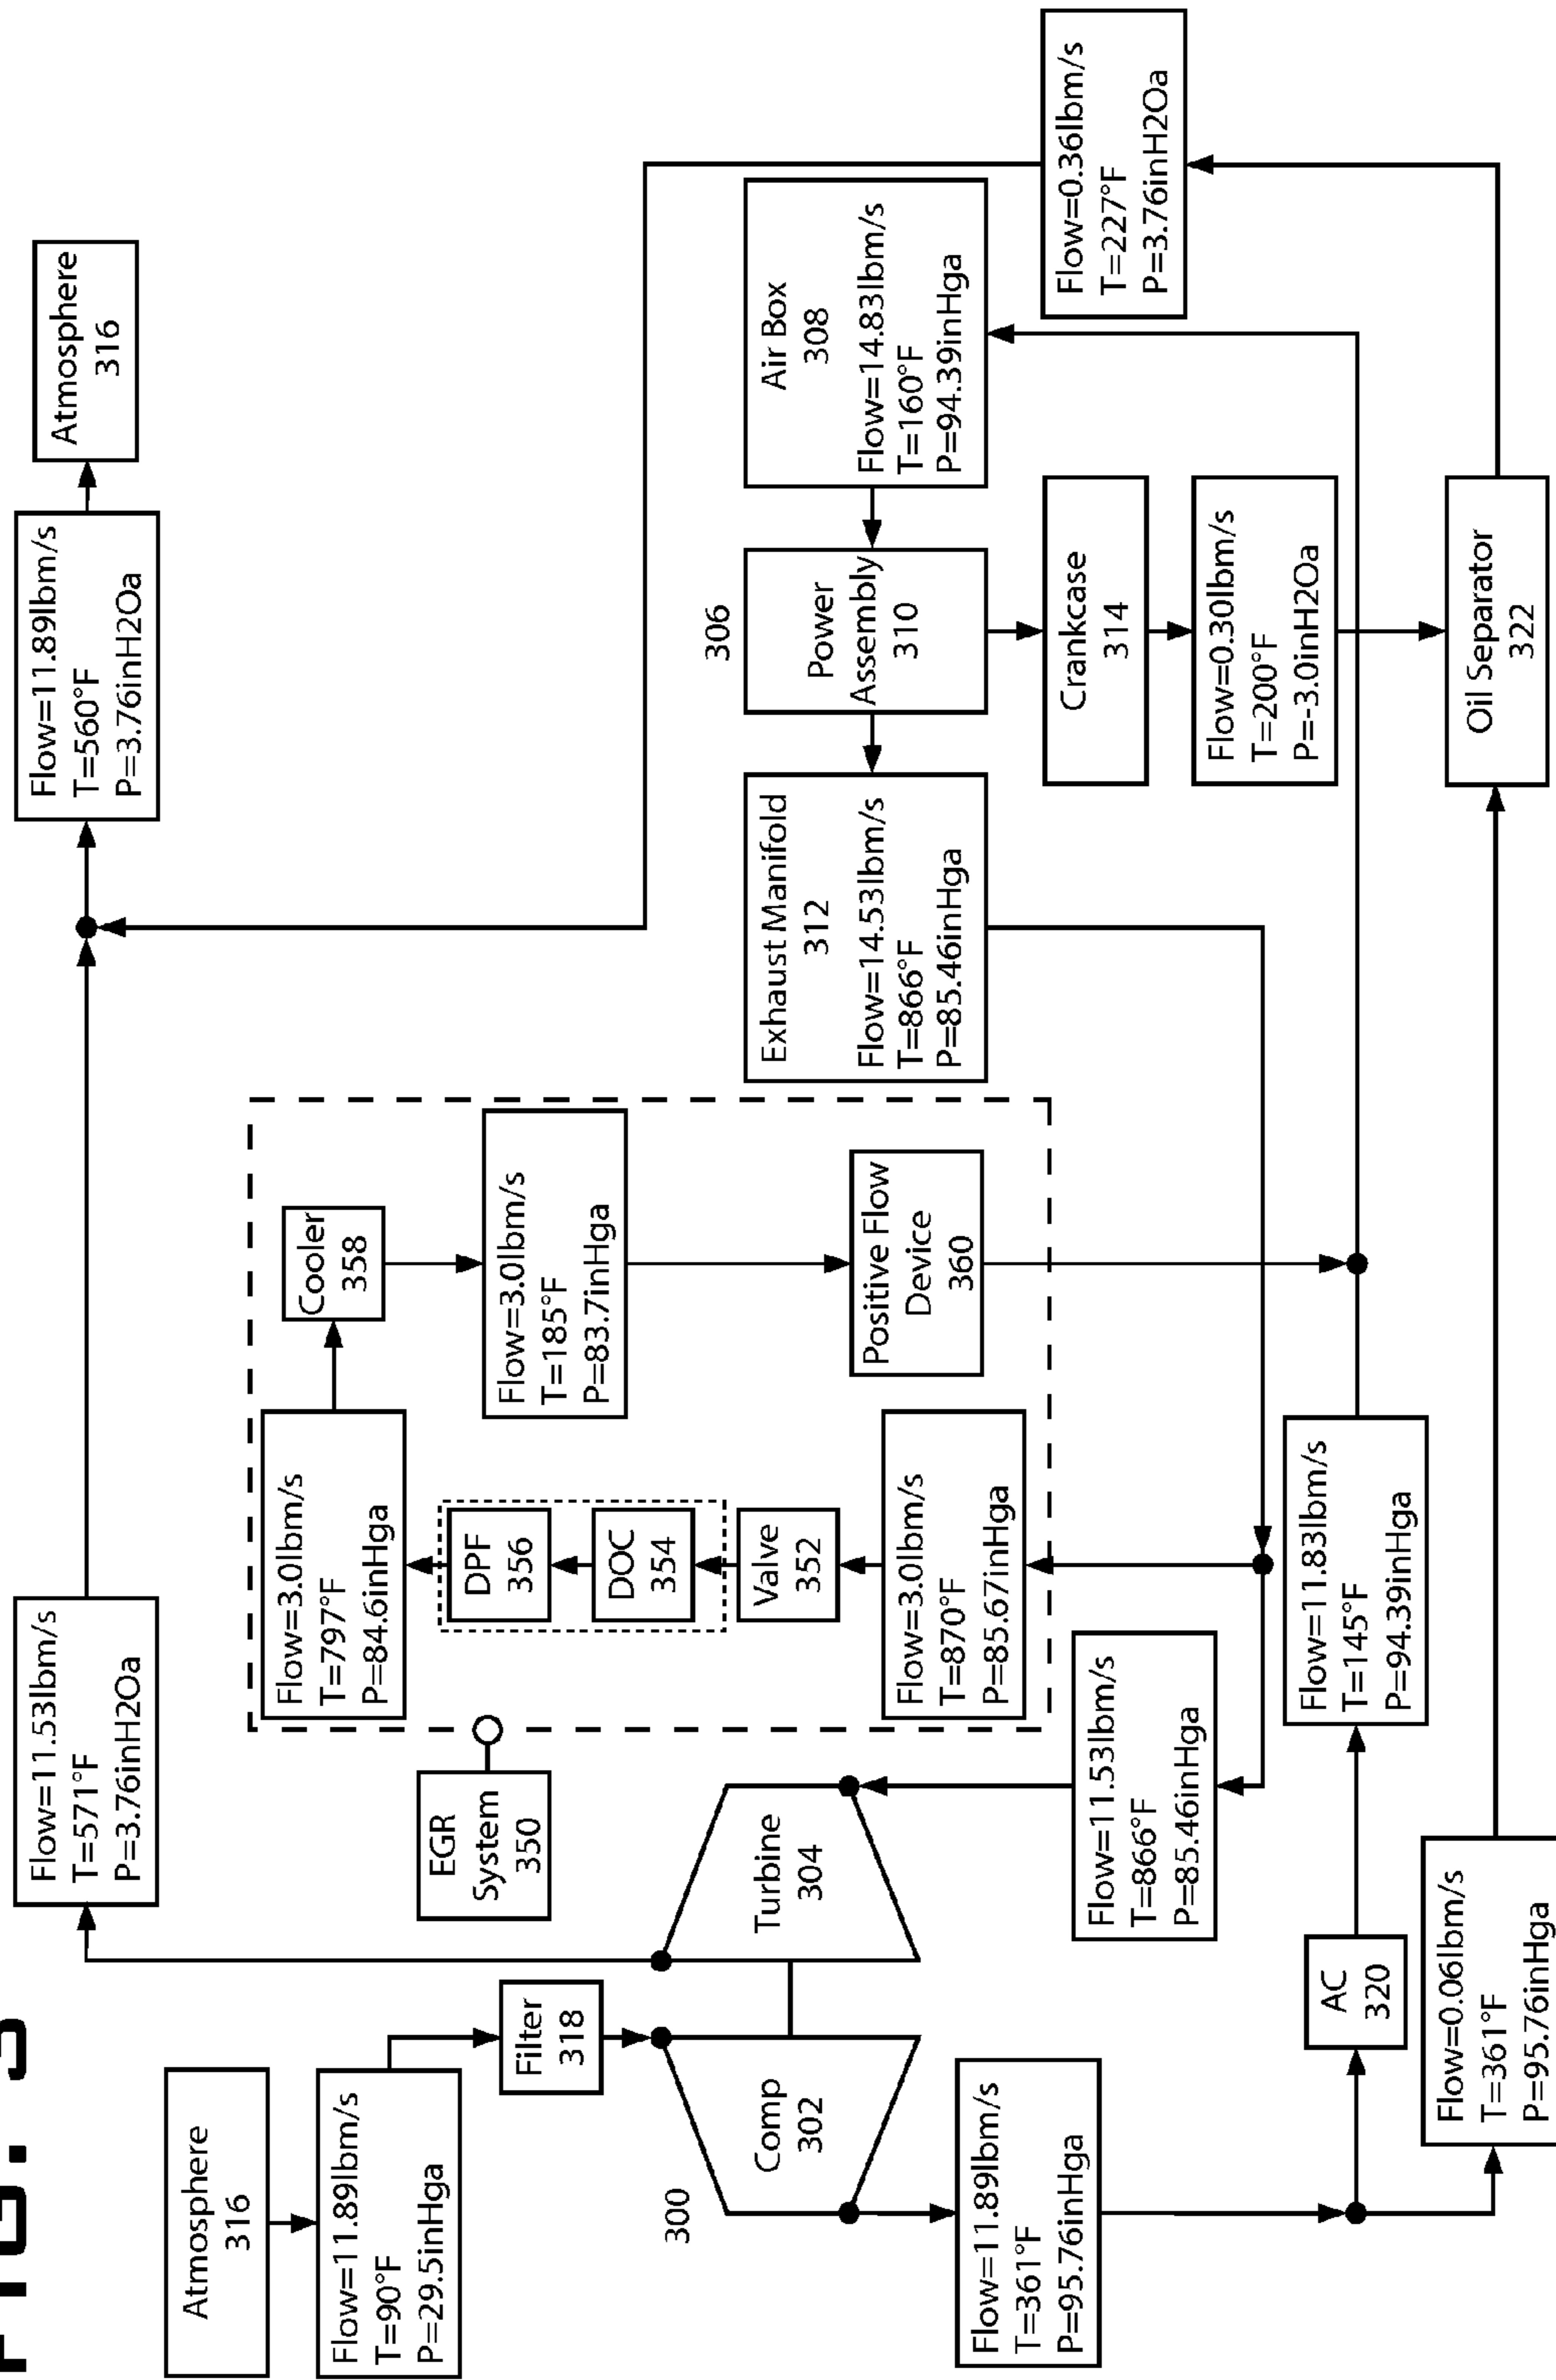 FIG. 3
Flow=11.53lbm/s
T=571°F
P=3.76inH2Oa
Flow=11.89lbm/s
T=560°F
P=3.76inH2Oa
Atmosphere
316
Atmosphere
316
Flow=11.89lbm/s
T=90°F
P=29.5inHga
Filter
318
300
Comp
302
Turbine
304
EGR
System
350
Flow=3.0lbm/s
T=797°F
P=84.6inHga
DPF
356
DOC
354
Valve
352
Flow=3.0lbm/s
T=870°F
P=85.67inHga
Cooler
358
Flow=3.0lbm/s
T=185°F
P=83.7inHga
Positive Flow
Device
360
306
Exhaust Manifold
312
Flow=14.53lbm/s
T=866°F
P=85.46inHga
Power
Assembly
310
Air Box
308
Flow=14.83lbm/s
T=160°F
P=94.39inHga
Flow=11.89lbm/s
T=361°F
P=95.76inHga
Flow=11.53lbm/s
T=866°F
P=85.46inHga
Crankcase
314
Flow=0.30lbm/s
T=200°F
P=-3.0inH2Oa
Flow=0.36lbm/s
T=227°F
P=3.76inH2Oa
AC
320
Flow=11.83lbm/s
T=145°F
P=94.39inHga
Flow=0.06lbm/s
T=361°F
P=95.76inHga
Oil Separator
322